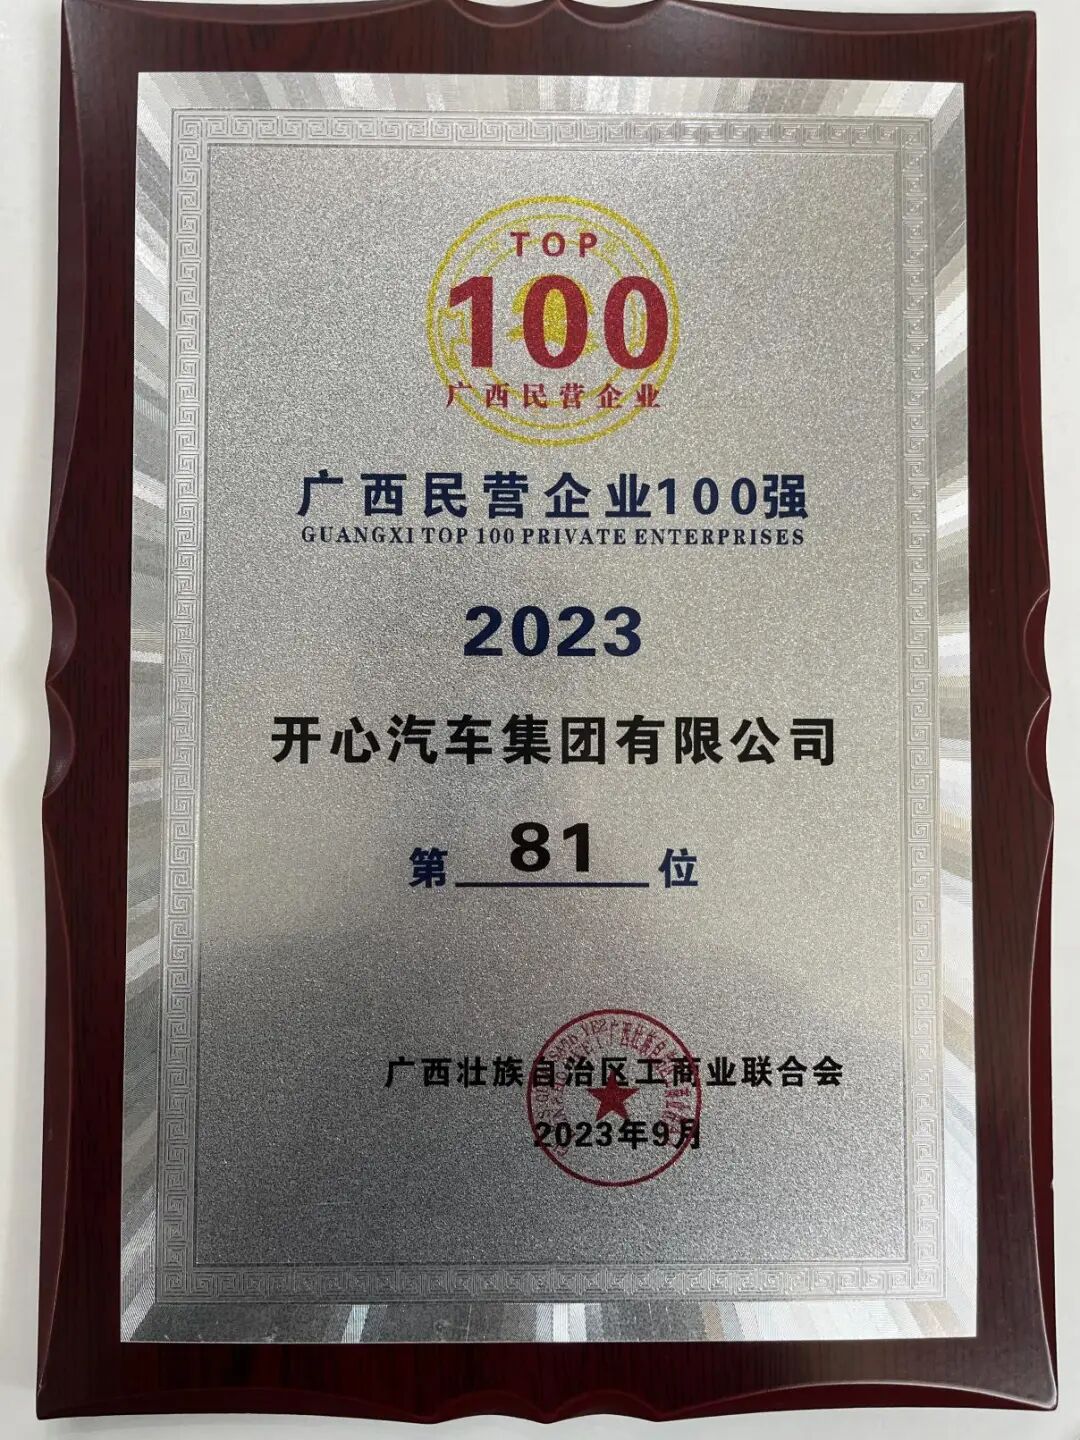 TOP
100
广西民营企业
广西民营企业100强
GUANGXI TOP 100 PRIVATE ENTERPRISES
2023
开心汽车集团有限公司
第 81 位
广西壮族自治区工商业联合会
2023年9月